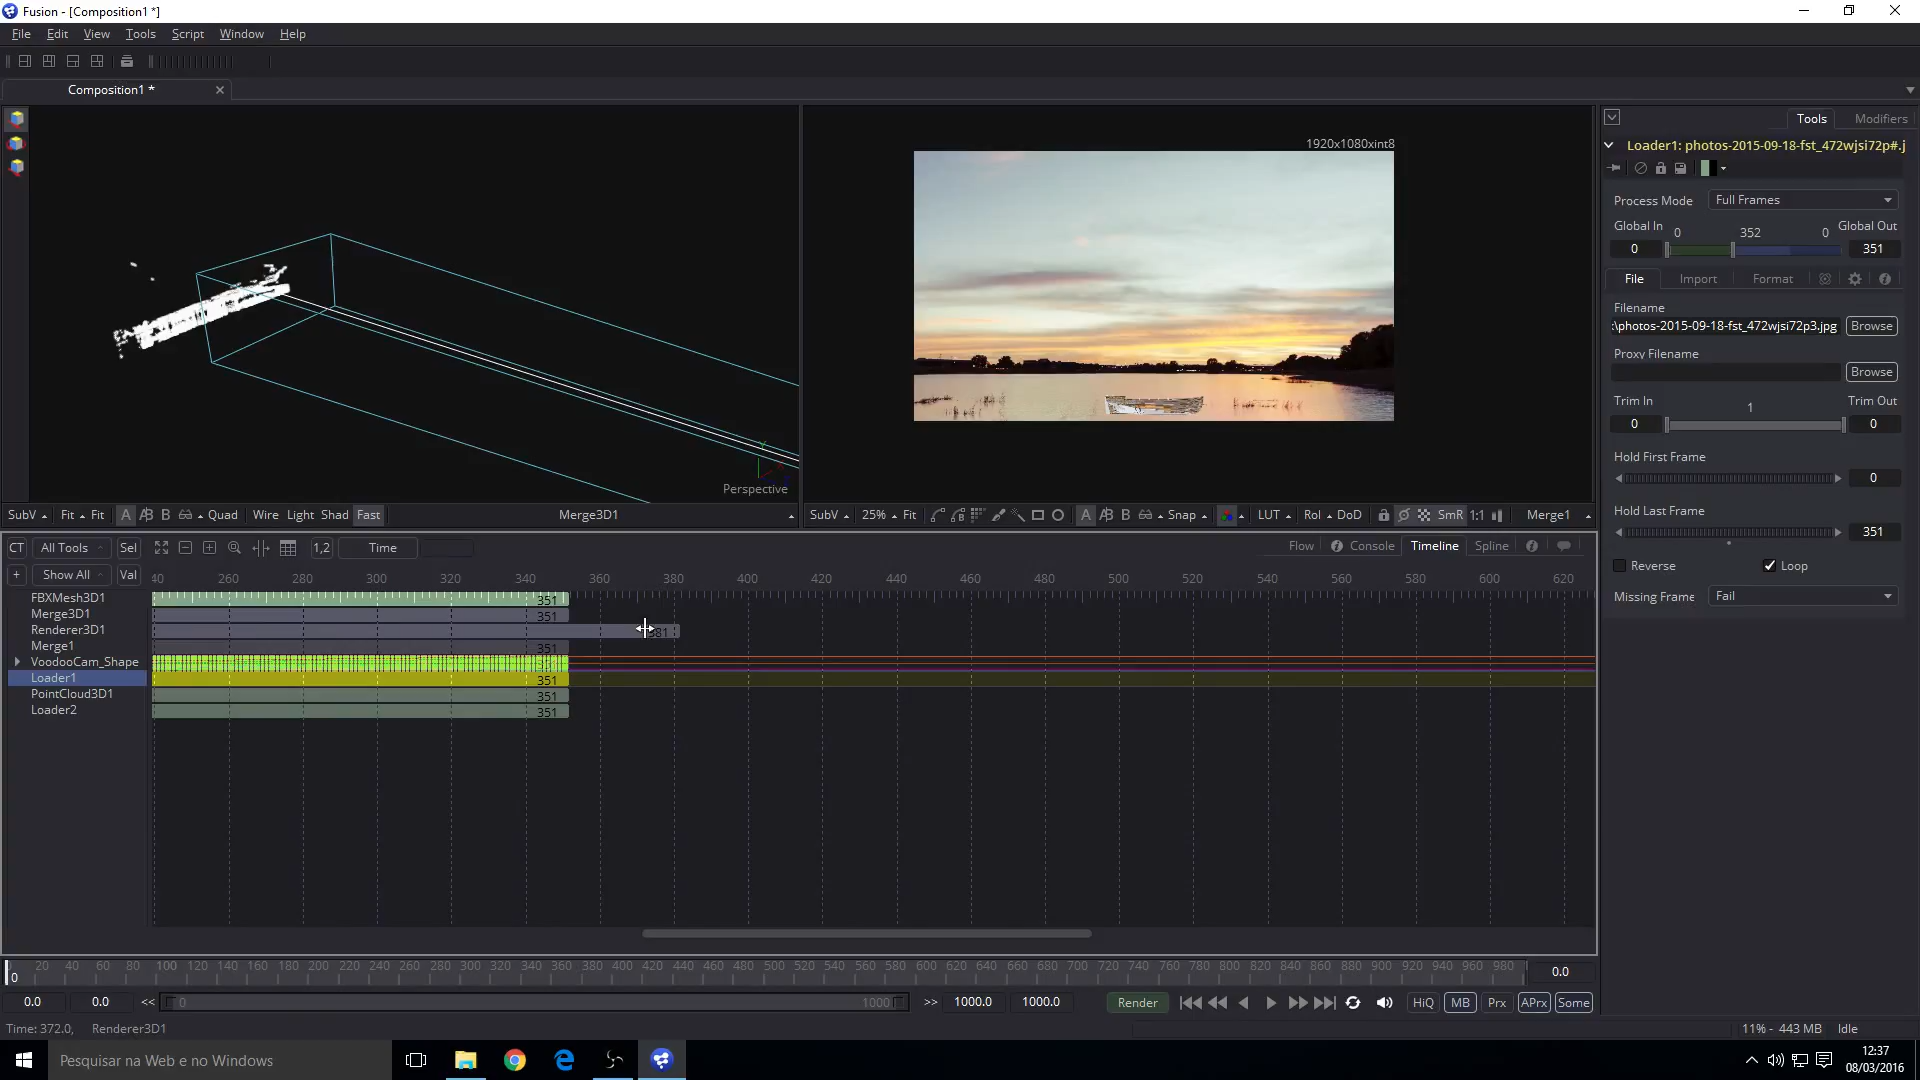 Fusion - [Composition1 *]
File Edit View Tools Script Window Help
Composition1 *
Tools Modifiers
1920x1080xint8
Loader1: photos-2015-09-18-fst_472wjsi72p#.j
Process Mode Full Frames
Global In 0 352 0 Global Out
0 351
File Import Format
Filename
:\photos-2015-09-18-fst_472wjsi72p3.jpg Browse
Proxy Filename
Browse
Trim In 1 Trim Out
0 0
Hold First Frame
0
Hold Last Frame
351
Reverse Loop
Missing Frame Fail
Y
Perspective
SubV Fit Fit A AB B Quad Wire Light Shad Fast Merge3D1
SubV 25% Fit A AB B Snap LUT RoI DoD SmR 1:1 Merge1
CT All Tools Sel 1,2 Time Flow Console Timeline Spline
+ Show All Val 40 260 280 300 320 340 360 380 400 420 440 460 480 500 520 540 560 580 600 620
FBXMesh3D1 351
Merge3D1 351
Renderer3D1
Merge1 351
VoodooCam_Shape
Loader1 351
PointCloud3D1 351
Loader2 351
20 40 60 80 100 120 140 160 180 200 220 240 260 280 300 320 340 360 380 400 420 440 460 480 500 520 540 560 580 600 620 640 660 680 700 720 740 760 780 800 820 840 860 880 900 920 940 960 980
0 0.0
0.0 0.0 << 0 1000 >> 1000.0 1000.0 Render HiQ MB Prx APrx Some
Time: 372.0, Renderer3D1 11% - 443 MB Idle
Pesquisar na Web e no Windows
12:37
08/03/2016